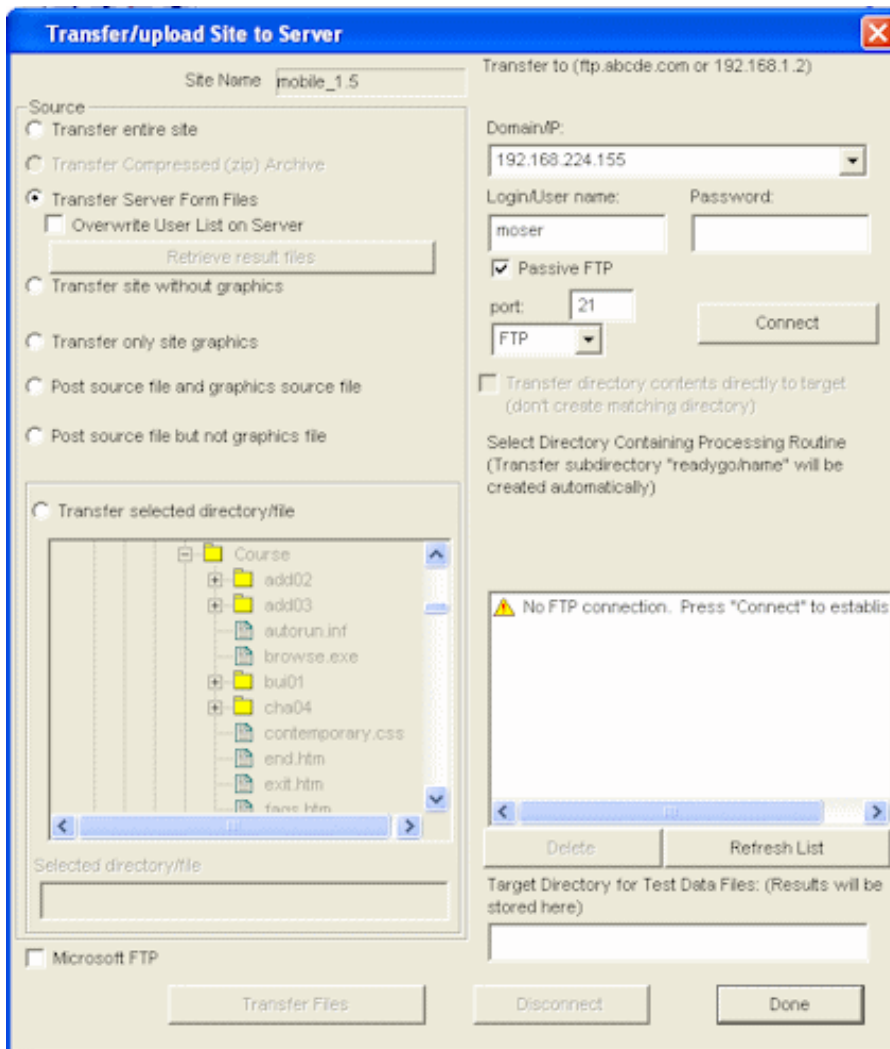 Transfer/upload Site to Server
Site Name mobile_1.5
Source
Transfer entire site
Transfer Compressed (zip) Archive
Transfer Server Form Files
Overwrite User List on Server
Retrieve result files
Transfer site without graphics
Transfer only site graphics
Post source file and graphics source file
Post source file but not graphics file
Transfer selected directory/file
Course
add02
add03
autorun.inf
browse.exe
bui01
cha04
contemporary.css
end.htm
exit.htm
fags.htm
Selected directory/file
Microsoft FTP
Transfer Files
Transfer to (ftp.abcde.com or 192.168.1.2)
Domain/IP:
192.168.224.155
Login/User name: Password:
moser
Passive FTP
port: 21
FTP
Connect
Transfer directory contents directly to target
(don't create matching directory)
Select Directory Containing Processing Routine
(Transfer subdirectory "readygo/name" will be
created automatically)
No FTP connection. Press "Connect" to establis
Delete Refresh List
Target Directory for Test Data Files: (Results will be
stored here)
Disconnect Done